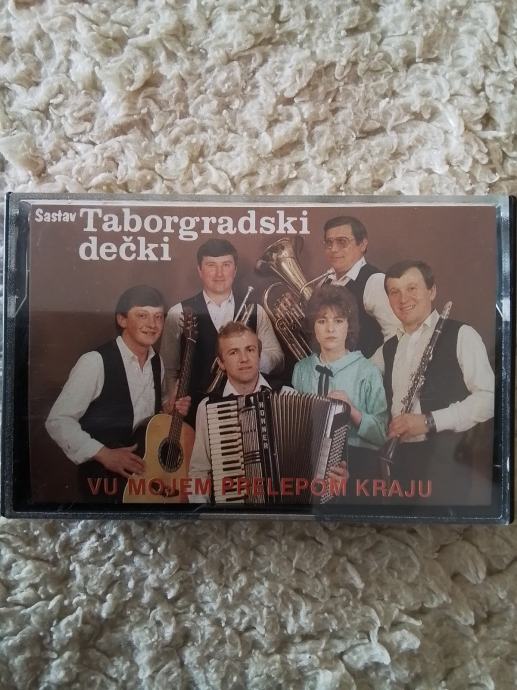 Sastav Taborgradski
dečki
HOHNER
VU MOJEM PRELEPOM KRAJU